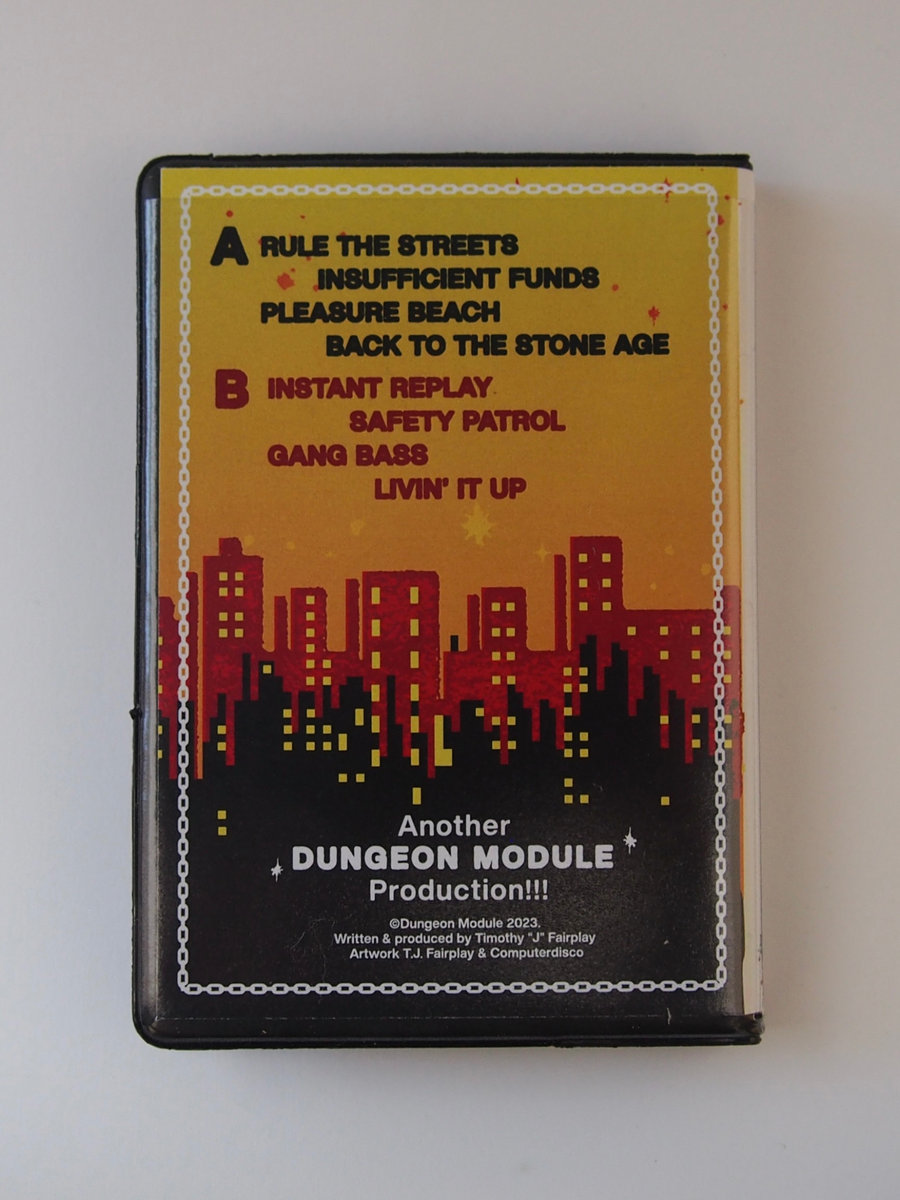 A RULE THE STREETS
INSUFFICIENT FUNDS
PLEASURE BEACH
BACK TO THE STONE AGE
B INSTANT REPLAY
SAFETY PATROL
GANG BASS
LIVIN' IT UP
Another
DUNGEON MODULE
Production!!!
©Dungeon Module 2023.
Written & produced by Timothy "J" Fairplay
Artwork T.J. Fairplay & Computerdisco